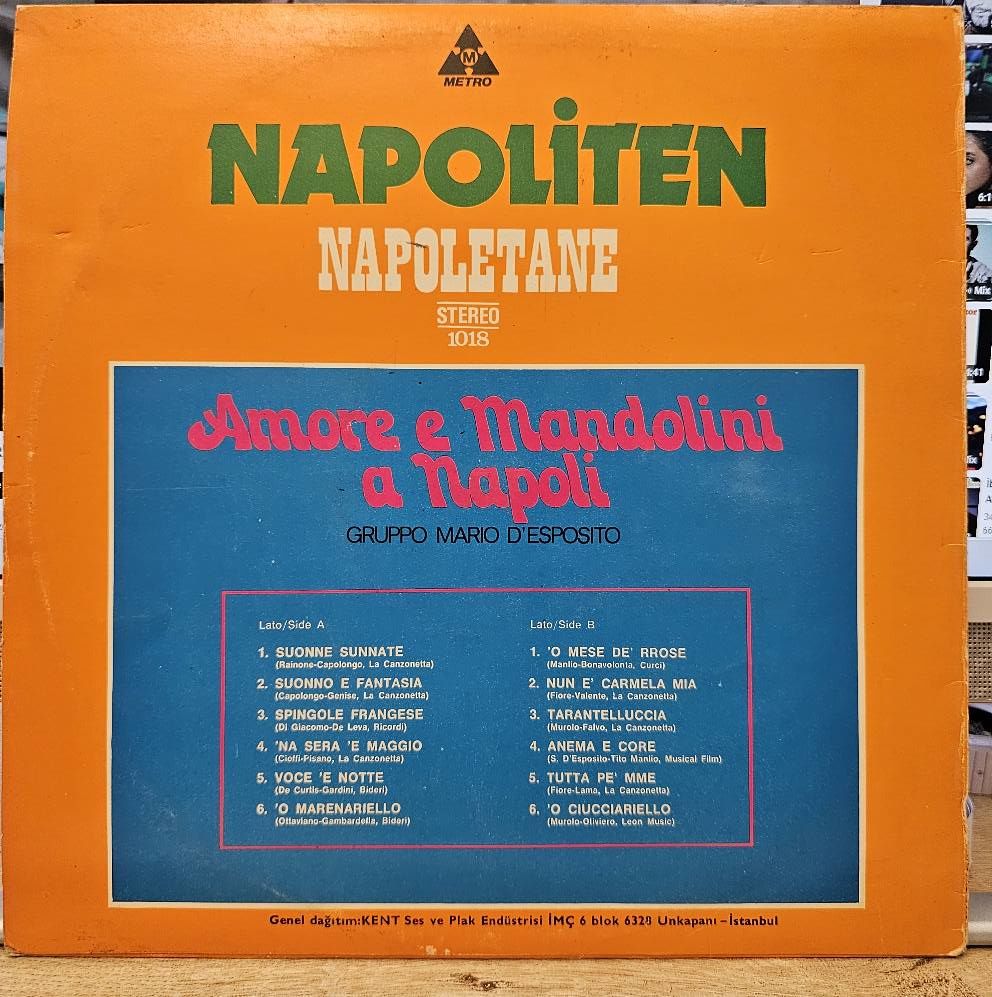 M
METRO
NAPOLİTEN
NAPOLETANE
STEREO
1018
Amore e Mandolini
a Napoli
GRUPPO MARIO D'ESPOSITO
Lato/Side A
1. SUONNE SUNNATE
(Rainone-Capolongo, La Canzonetta)
2. SUONNO E FANTASIA
(Capolongo-Genise, La Canzonetta)
3. SPINGOLE FRANGESE
(Di Giacomo-De Leva, Ricordi)
4. 'NA SERA 'E MAGGIO
(Cioffi-Pisano, La Canzonetta)
5. VOCE 'E NOTTE
(De Curtis-Gardini, Bideri)
6. 'O MARENARIELLO
(Ottaviano-Gambardella, Bideri)
Lato/Side B
1. 'O MESE DE' RROSE
(Manlio-Bonavolonta, Curci)
2. NUN E' CARMELA MIA
(Fiore-Valente, La Canzonetta)
3. TARANTELLUCCIA
(Murolo-Falvo, La Canzonetta)
4. ANEMA E CORE
(S. D'Esposito-Tito Manlio, Musical Film)
5. TUTTA PE' MME
(Fiore-Lama, La Canzonetta)
6. 'O CIUCCIARIELLO
(Murolo-Oliviero, Leon Music)
Genel dağıtım:KENT Ses ve Plak Endüstrisi İMÇ 6 blok 6328 Unkapanı – İstanbul